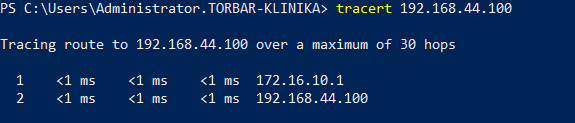 PS C:\Users\Administrator.TORBAR-KLINIKA> tracert 192.168.44.100
Tracing route to 192.168.44.100 over a maximum of 30 hops
1 <1 ms <1 ms <1 ms 172.16.10.1
2 <1 ms <1 ms <1 ms 192.168.44.100